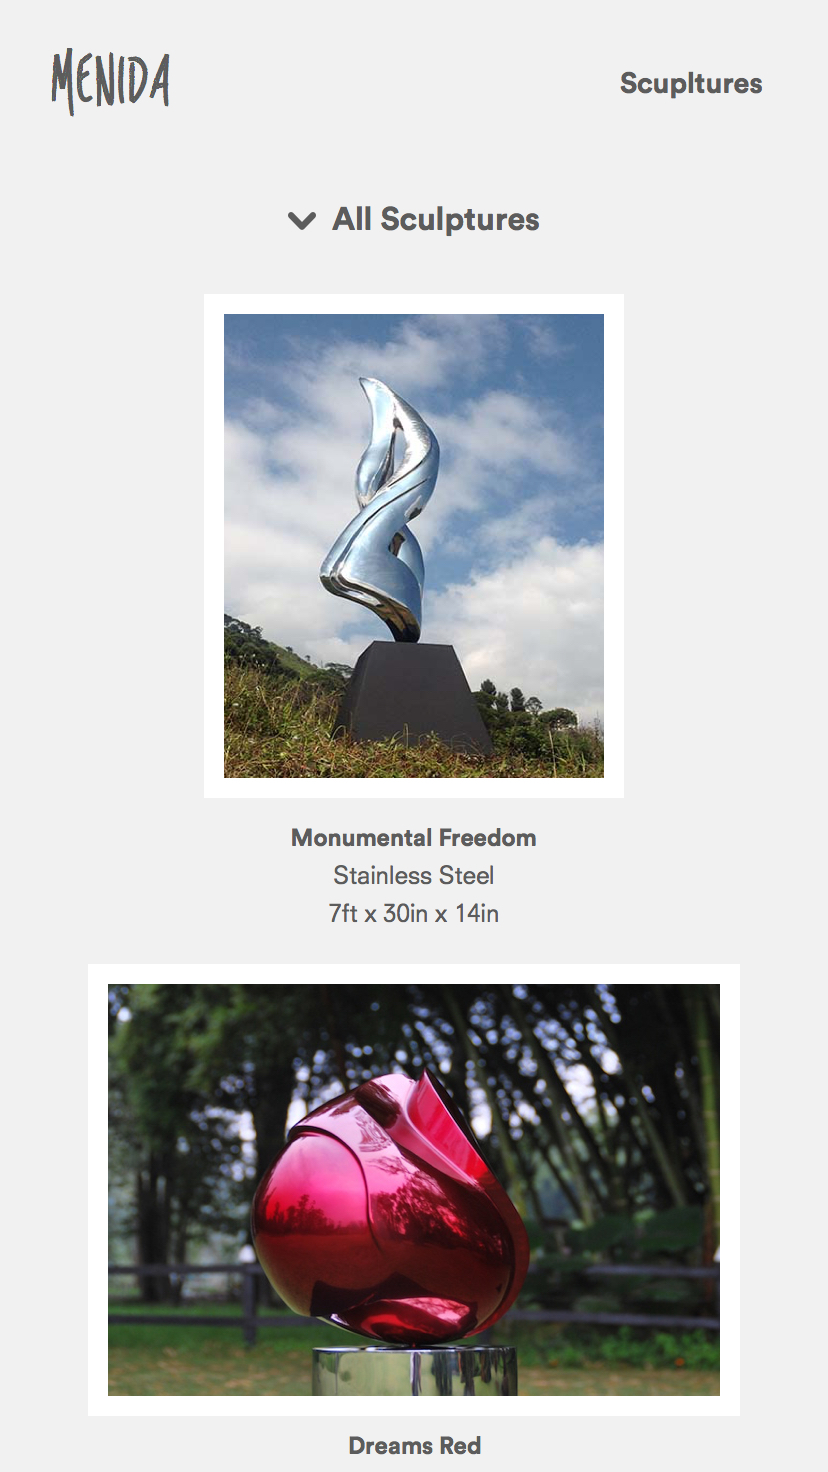 MENIDA
Scupltures
All Sculptures
Monumental Freedom
Stainless Steel
7ft x 30in x 14in
Dreams Red